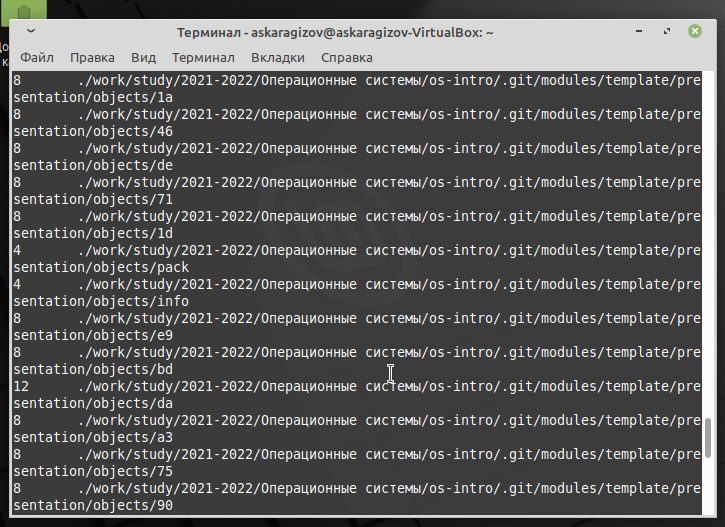 Терминал - askaragizov@askaragizov-VirtualBox: ~
Файл Правка Вид Терминал Вкладки Справка
8 ./work/study/2021-2022/Операционные системы/os-intro/.git/modules/template/pre
sentation/objects/1a
8 ./work/study/2021-2022/Операционные системы/os-intro/.git/modules/template/pre
sentation/objects/46
8 ./work/study/2021-2022/Операционные системы/os-intro/.git/modules/template/pre
sentation/objects/de
8 ./work/study/2021-2022/Операционные системы/os-intro/.git/modules/template/pre
sentation/objects/71
8 ./work/study/2021-2022/Операционные системы/os-intro/.git/modules/template/pre
sentation/objects/1d
4 ./work/study/2021-2022/Операционные системы/os-intro/.git/modules/template/pre
sentation/objects/pack
4 ./work/study/2021-2022/Операционные системы/os-intro/.git/modules/template/pre
sentation/objects/info
8 ./work/study/2021-2022/Операционные системы/os-intro/.git/modules/template/pre
sentation/objects/e9
8 ./work/study/2021-2022/Операционные системы/os-intro/.git/modules/template/pre
sentation/objects/bd
12 ./work/study/2021-2022/Операционные системы/os-intro/.git/modules/template/pre
sentation/objects/da
8 ./work/study/2021-2022/Операционные системы/os-intro/.git/modules/template/pre
sentation/objects/a3
8 ./work/study/2021-2022/Операционные системы/os-intro/.git/modules/template/pre
sentation/objects/75
8 ./work/study/2021-2022/Операционные системы/os-intro/.git/modules/template/pre
sentation/objects/90